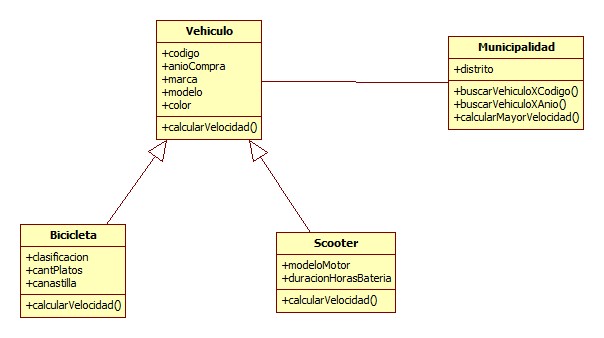 Vehiculo
+codigo
+anioCompra
+marca
+modelo
+color
+calcularVelocidad()
Municipalidad
+distrito
+buscarVehiculoXCodigo()
+buscarVehiculoXAnio()
+calcularMayorVelocidad()
Bicicleta
+clasificacion
+cantPlatos
+canastilla
+calcularVelocidad()
Scooter
+modeloMotor
+duracionHorasBateria
+calcularVelocidad()